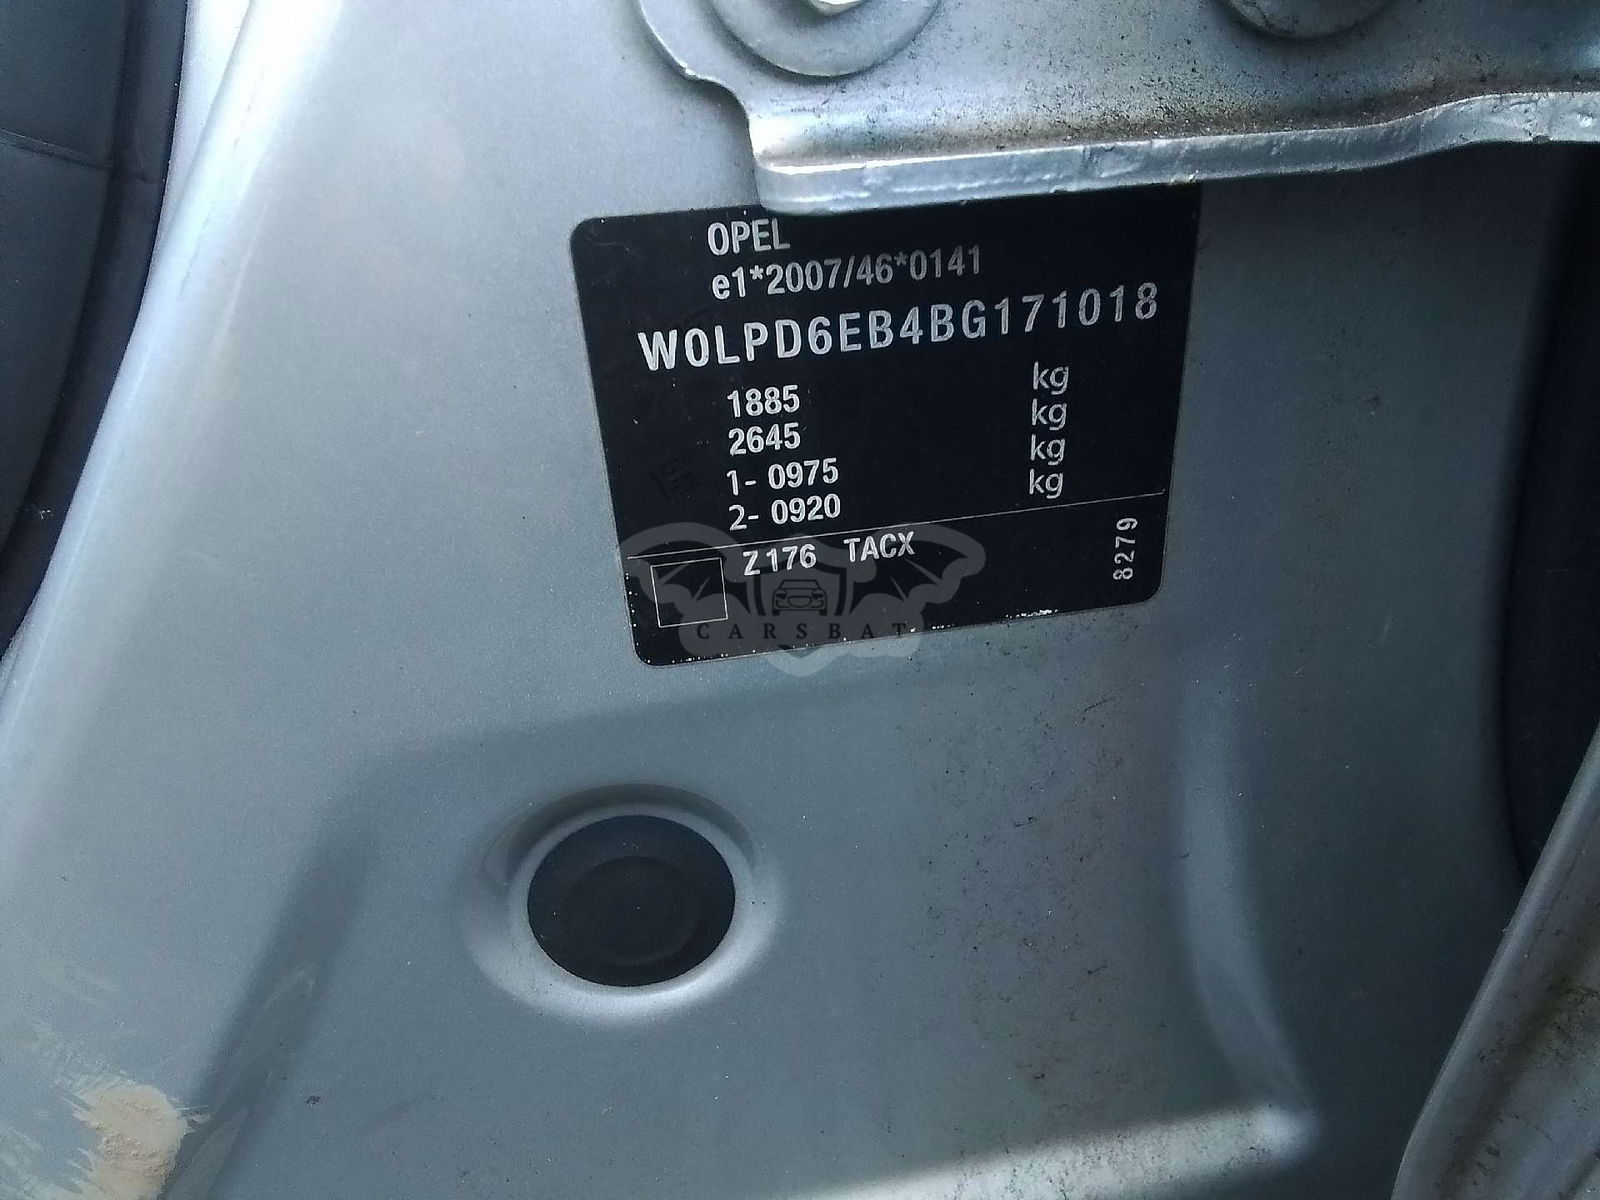 OPEL
e1*2007/46*0141
W0LPD6EB4BG171018
1885 kg
2645 kg
1- 0975 kg
2- 0920 kg
Z176 TACX
8279
CARSBAT